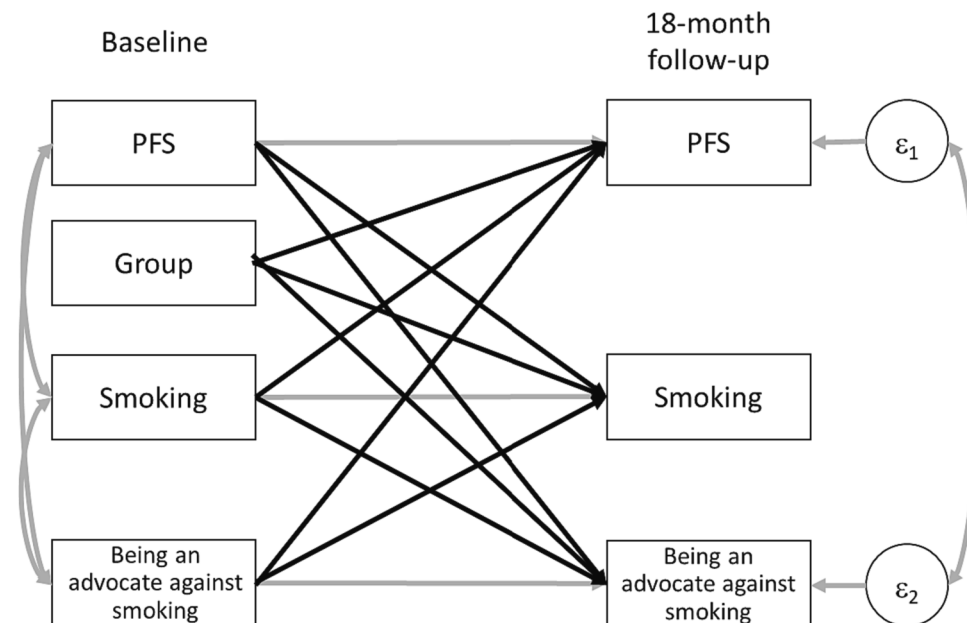 Baseline
18-month
follow-up
PFS
PFS
ε1
Group
Smoking
Smoking
Being an
advocate against
smoking
Being an
advocate against
smoking
ε2